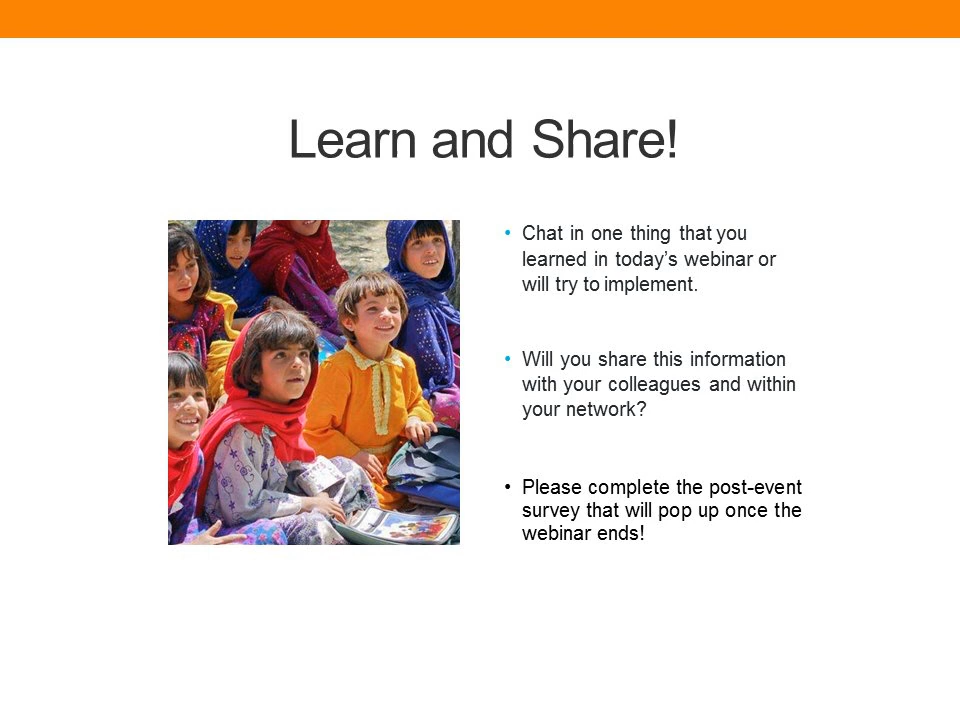 Learn and Share!
• Chat in one thing that you
learned in today’s webinar or
will try to implement.
• Will you share this information
with your colleagues and within
your network?
• Please complete the post-event
survey that will pop up once the
webinar ends!